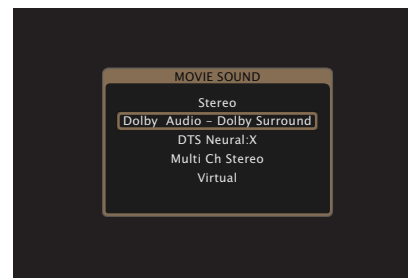 MOVIE SOUND
Stereo
Dolby Audio – Dolby Surround
DTS Neural:X
Multi Ch Stereo
Virtual